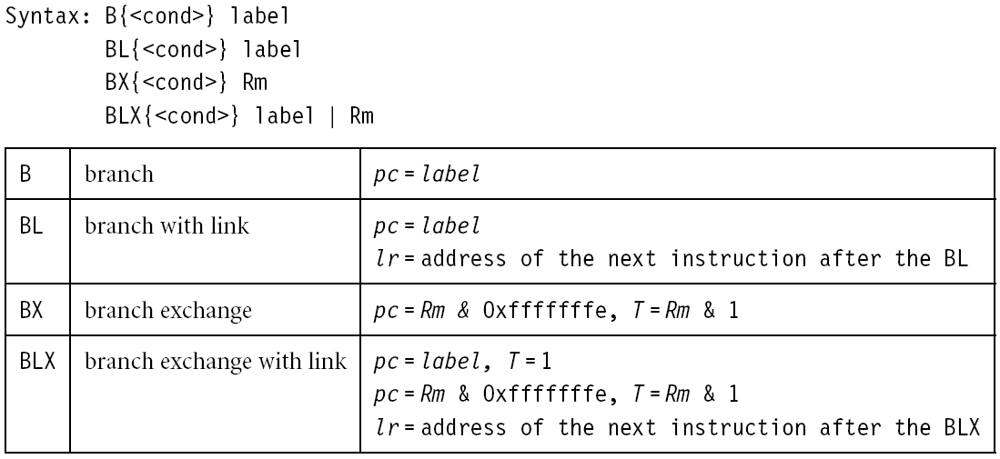 Syntax: B{<cond>} label
BL{<cond>} label
BX{<cond>} Rm
BLX{<cond>} label | Rm
B branch pc = label
BL branch with link pc = label
lr = address of the next instruction after the BL
BX branch exchange pc = Rm & 0xfffffffe, T = Rm & 1
BLX branch exchange with link pc = label, T = 1
pc = Rm & 0xfffffffe, T = Rm & 1
lr = address of the next instruction after the BLX